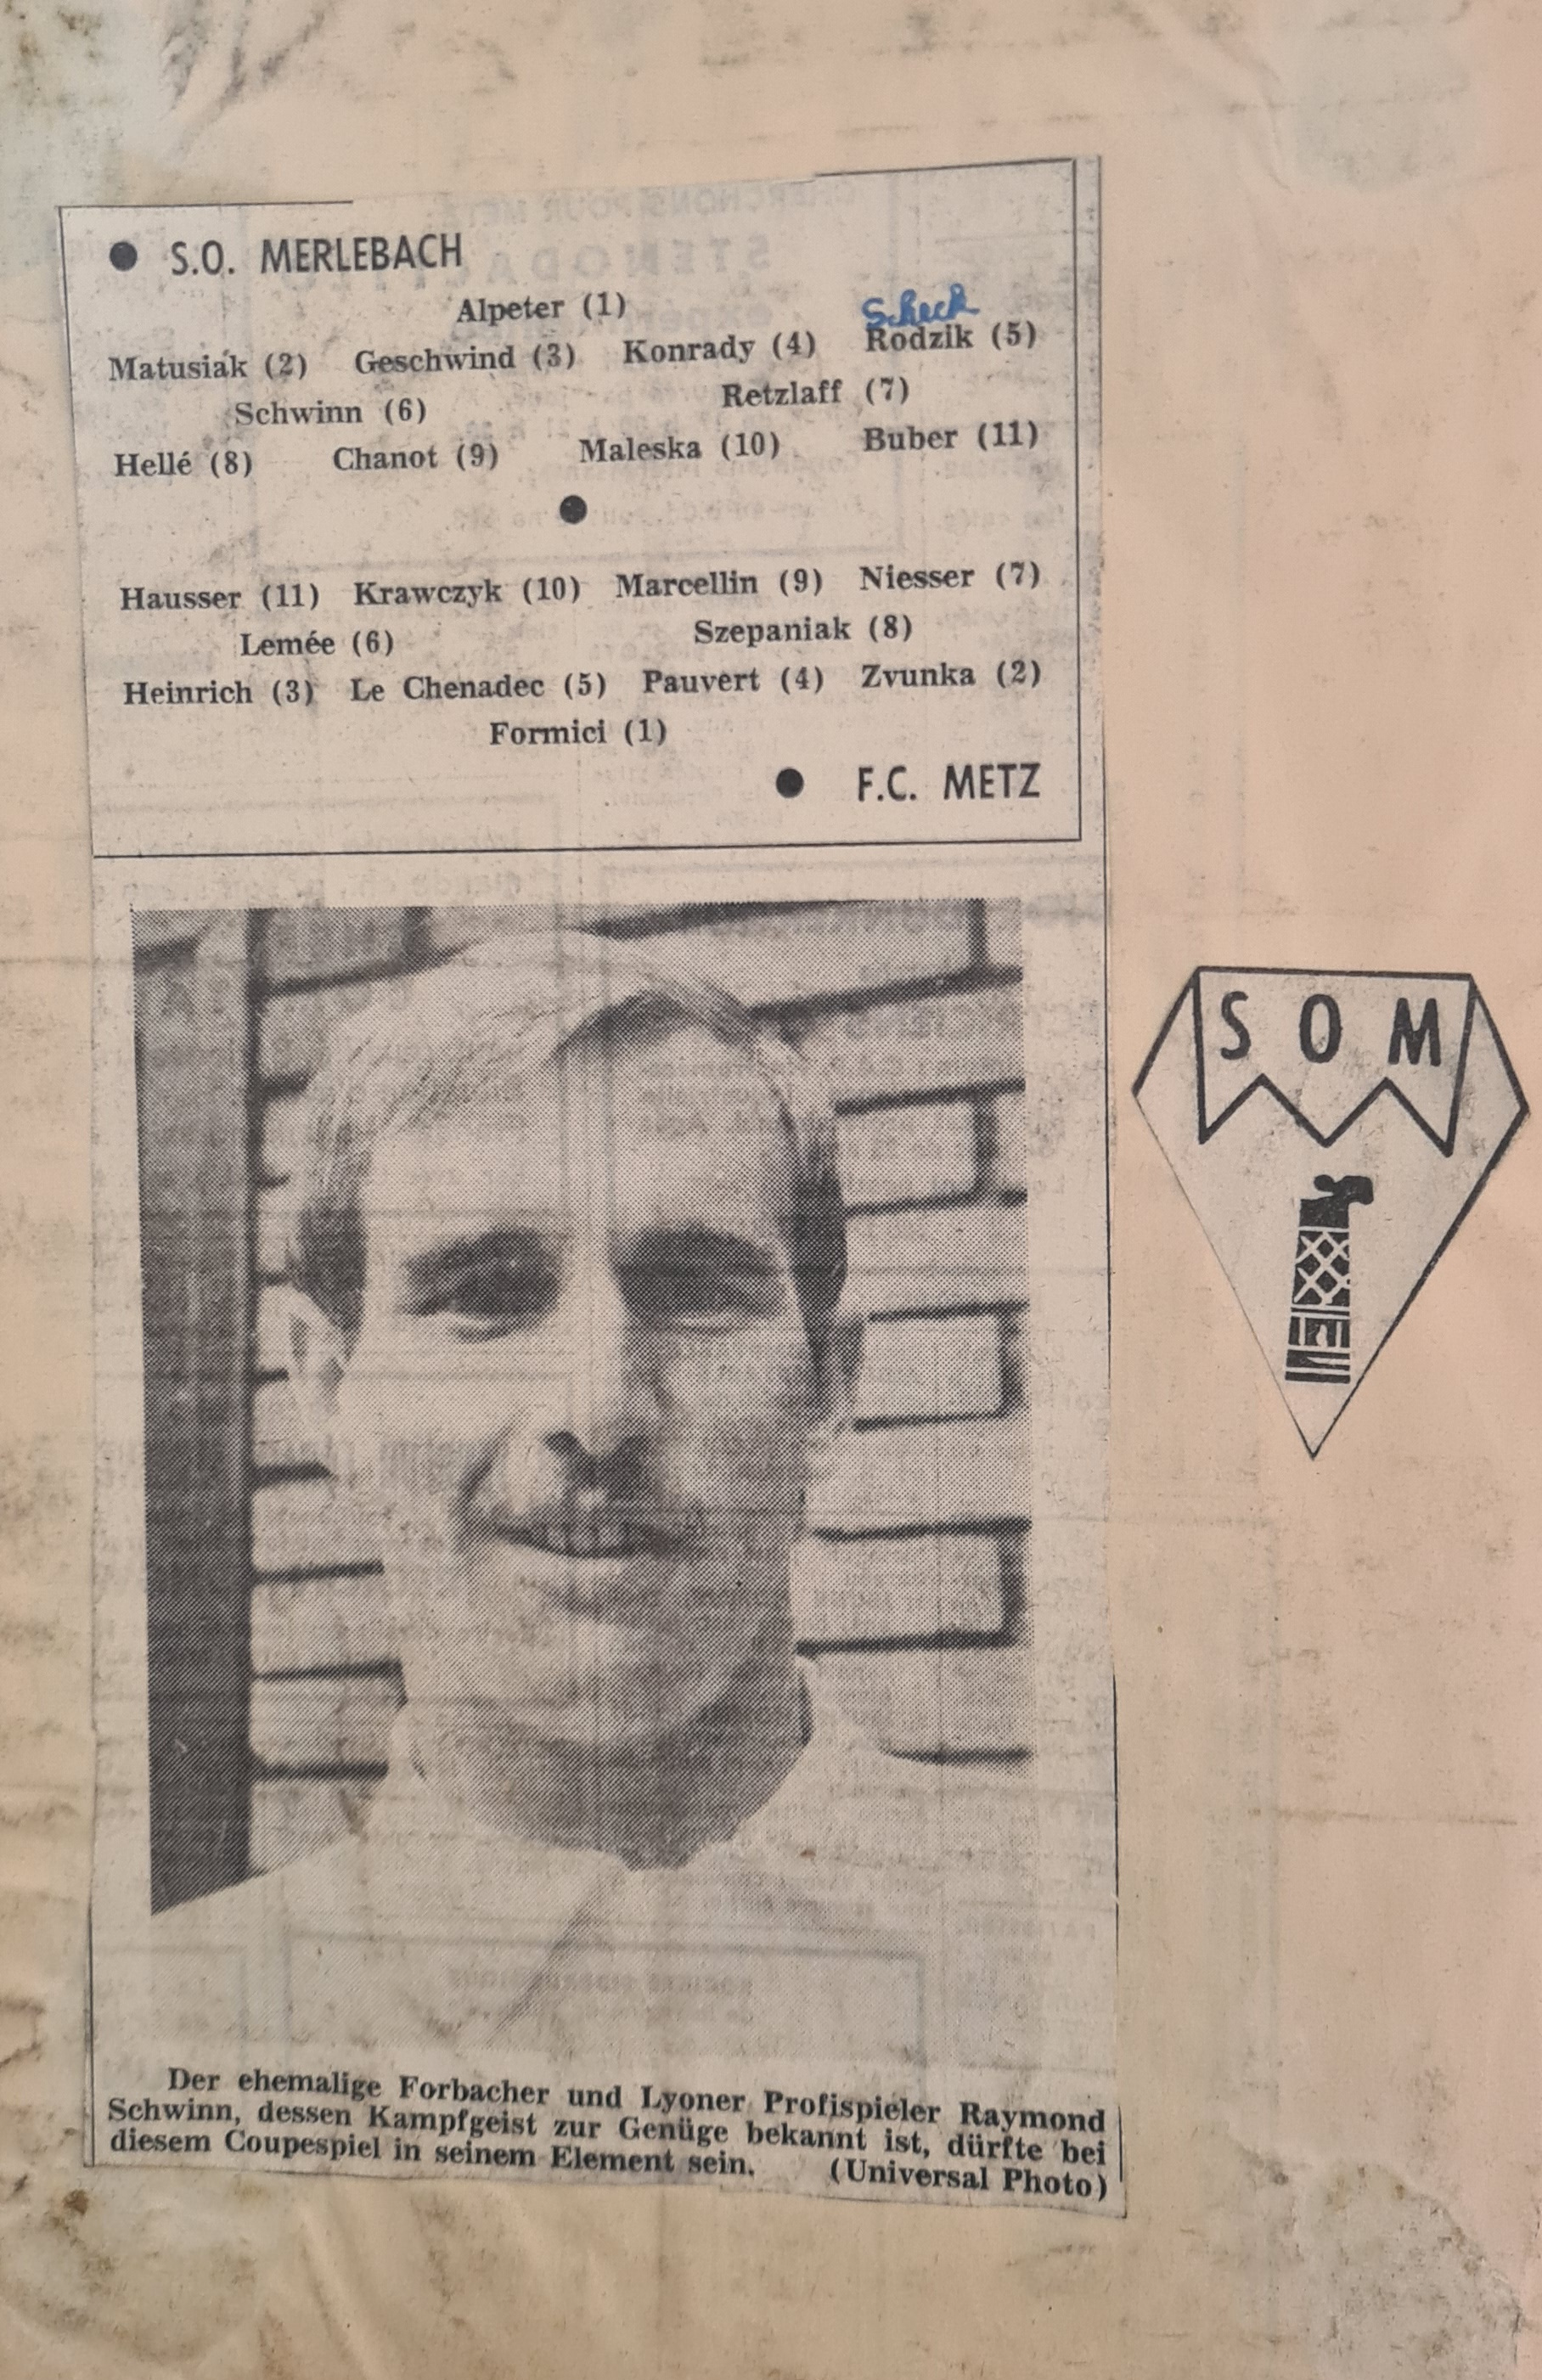 ● S.O. MERLEBACH
Alpeter (1)
Scheck
Matusiak (2) Geschwind (3) Konrady (4) Rodzik (5)
Schwinn (6) Retzlaff (7)
Hellé (8) Chanot (9) Maleska (10) Buber (11)
●
Hausser (11) Krawczyk (10) Marcellin (9) Niesser (7)
Lemée (6) Szepaniak (8)
Heinrich (3) Le Chenadec (5) Pauvert (4) Zvunka (2)
Formici (1)
● F.C. METZ
S O M
Der ehemalige Forbacher und Lyoner Profispieler Raymond
Schwinn, dessen Kampfgeist zur Genüge bekannt ist, dürfte bei
diesem Coupespiel in seinem Element sein. (Universal Photo)